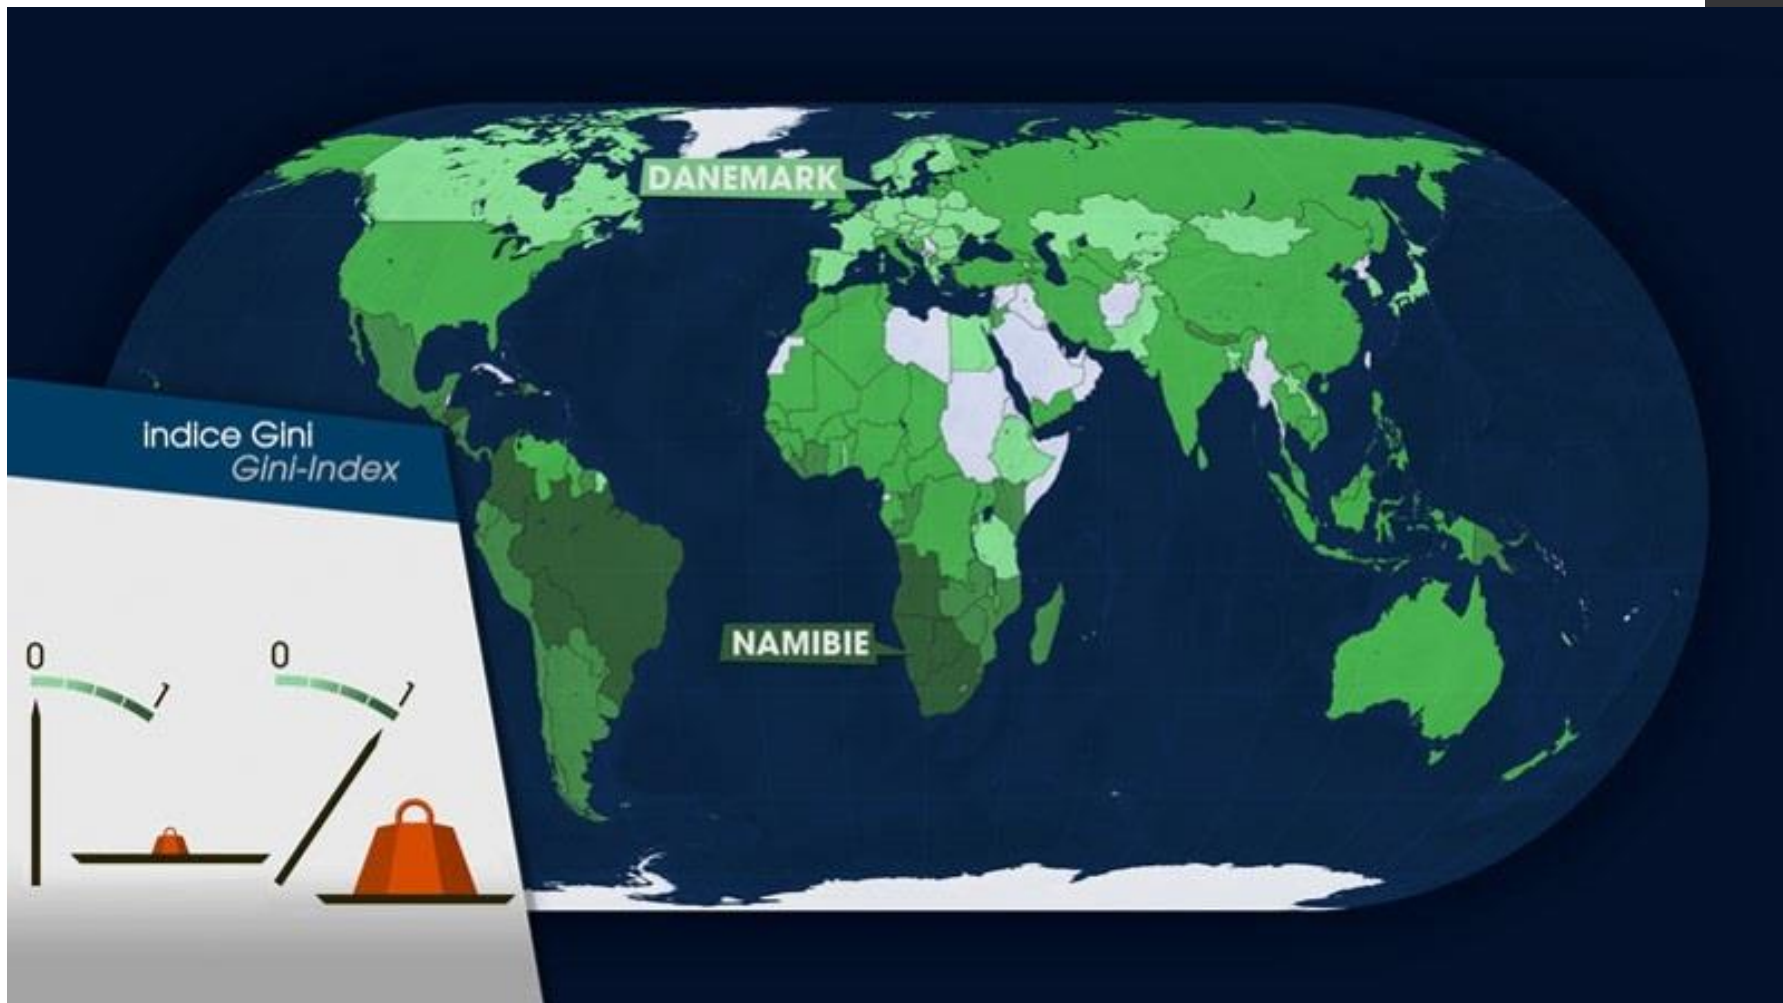 DANEMARK
Indice Gini
Gini-Index
NAMIBIE
0
1
0
1